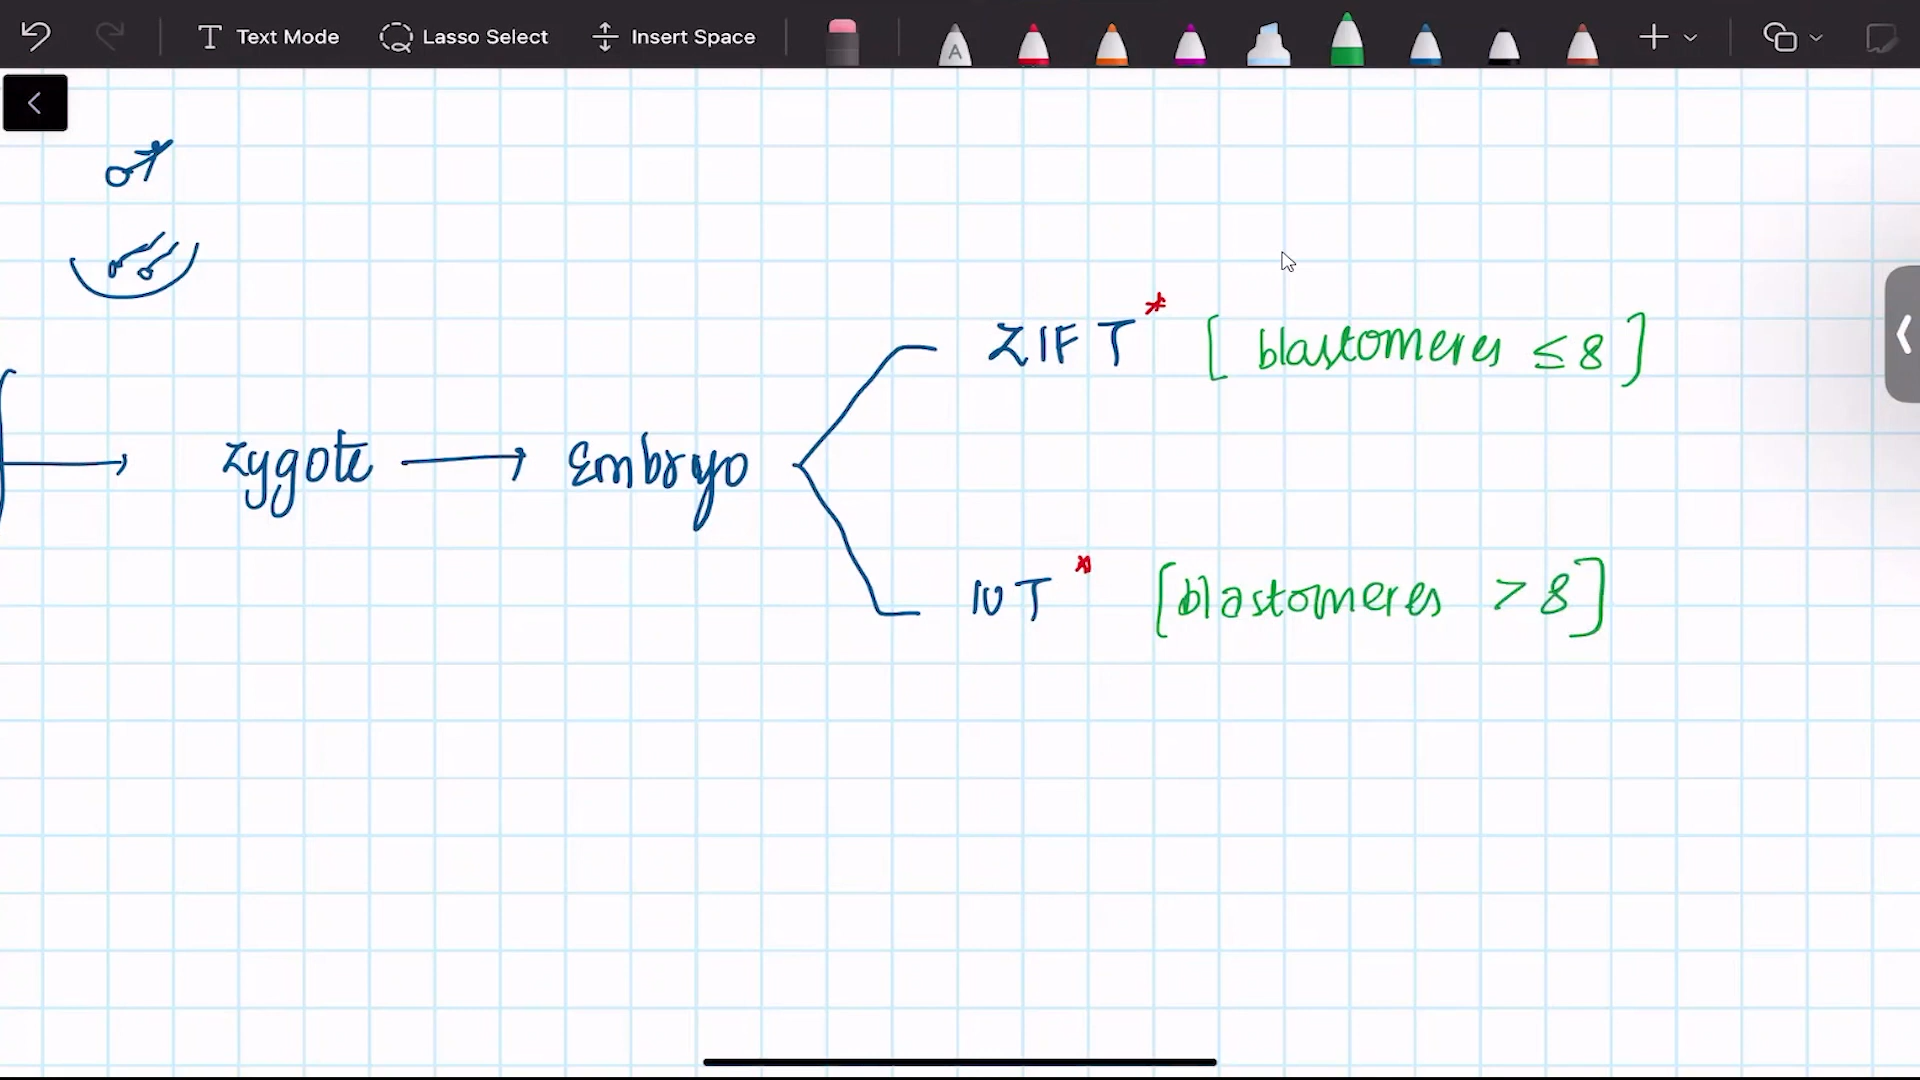 Text Mode Lasso Select Insert Space
A
ZIFT* [ blastomeres ≤ 8 ]
zygote → Embryo
IUT* [blastomeres > 8]